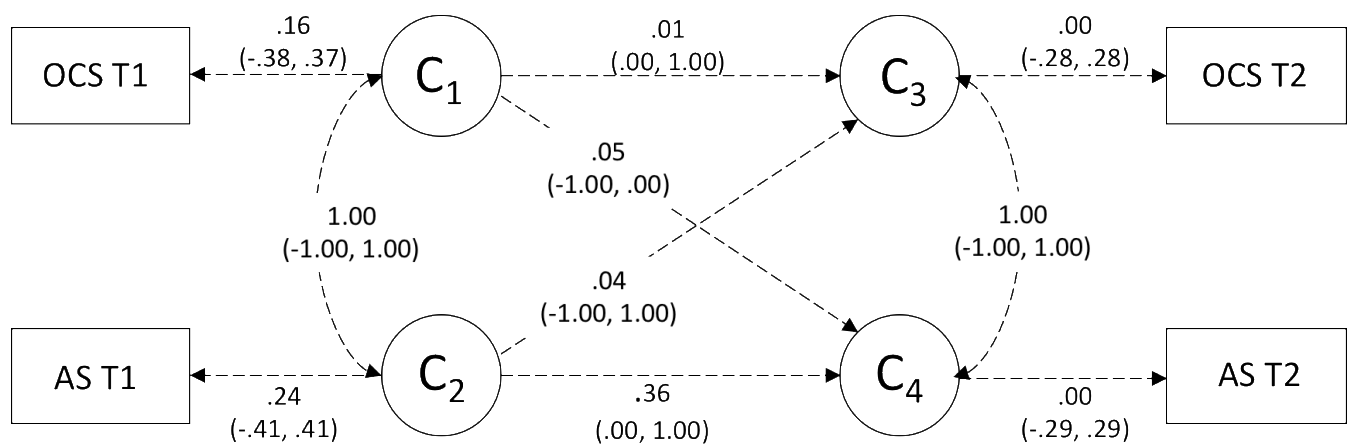 .16
(-.38, .37)
.01
(.00, 1.00)
.00
(-.28, .28)
OCS T1
C1
C3
OCS T2
.05
(-1.00, .00)
1.00
(-1.00, 1.00)
1.00
(-1.00, 1.00)
.04
(-1.00, 1.00)
AS T1
C2
C4
AS T2
.24
(-.41, .41)
.36
(.00, 1.00)
.00
(-.29, .29)